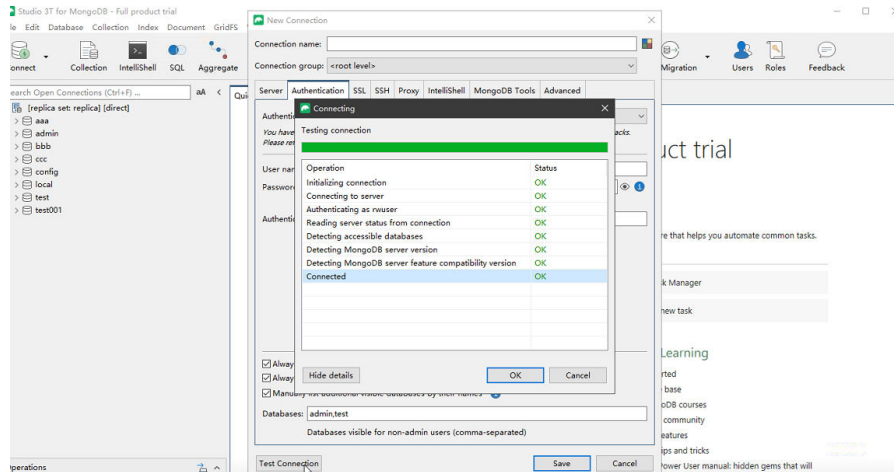 Studio 3T for MongoDB - Full product trial
Edit Database Collection Index Document GridFS
Collection IntelliShell SQL Aggregate
Migration Users Roles Feedback
Search Open Connections (Ctrl+F) ... aA
[replica set: replica] [direct]
aaa
admin
bbb
ccc
config
local
test
test001
Operations
New Connection
Connection name:
Connection group: <root level>
Server Authentication SSL SSH Proxy IntelliShell MongoDB Tools Advanced
You have
Connecting
Testing connection
Operation Status
Initializing connection OK
Connecting to server OK
Authenticating as rwuser OK
Reading server status from connection OK
Detecting accessible databases OK
Detecting MongoDB server version OK
Detecting MongoDB server feature compatibility version OK
Connected OK
Hide details OK Cancel
Databases: admin,test
Databases visible for non-admin users (comma-separated)
Test Connection Save Cancel
uct trial
re that helps you automate common tasks.
k Manager
new task
Learning
rted
base
oDB courses
community
eatures
ips and tricks
Power User manual: hidden gems that will